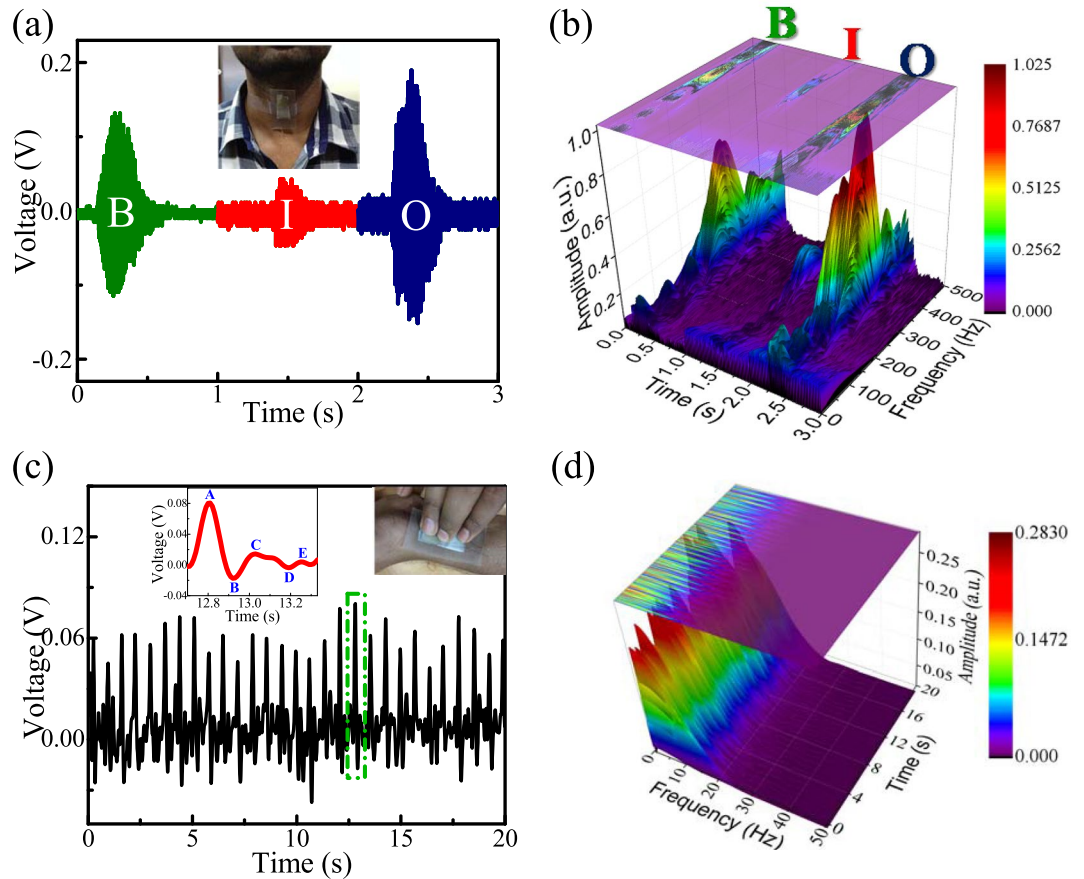 (a)
0.2
0.0
-0.2
Voltage (V)
B
I
O
0
1
2
3
Time (s)
(b)
B
I
O
1.0
0.8
0.6
0.4
0.2
Amplitude (a.u.)
0.0
0.5
1.0
1.5
2.0
2.5
3.0
Time (s)
0
100
200
300
400
500
Frequency (Hz)
1.025
0.7687
0.5125
0.2562
0.000
(c)
0.12
0.06
0.00
Voltage (V)
0.08
0.04
0.00
-0.04
Voltage (V)
A
B
C
D
E
12.8
13.0
13.2
Time (s)
0
5
10
15
20
Time (s)
(d)
0.25
0.20
0.15
0.10
0.05
Amplitude (a.u.)
0
10
20
30
40
50
Frequency (Hz)
0
4
8
12
16
20
Time (s)
0.2830
0.1472
0.000